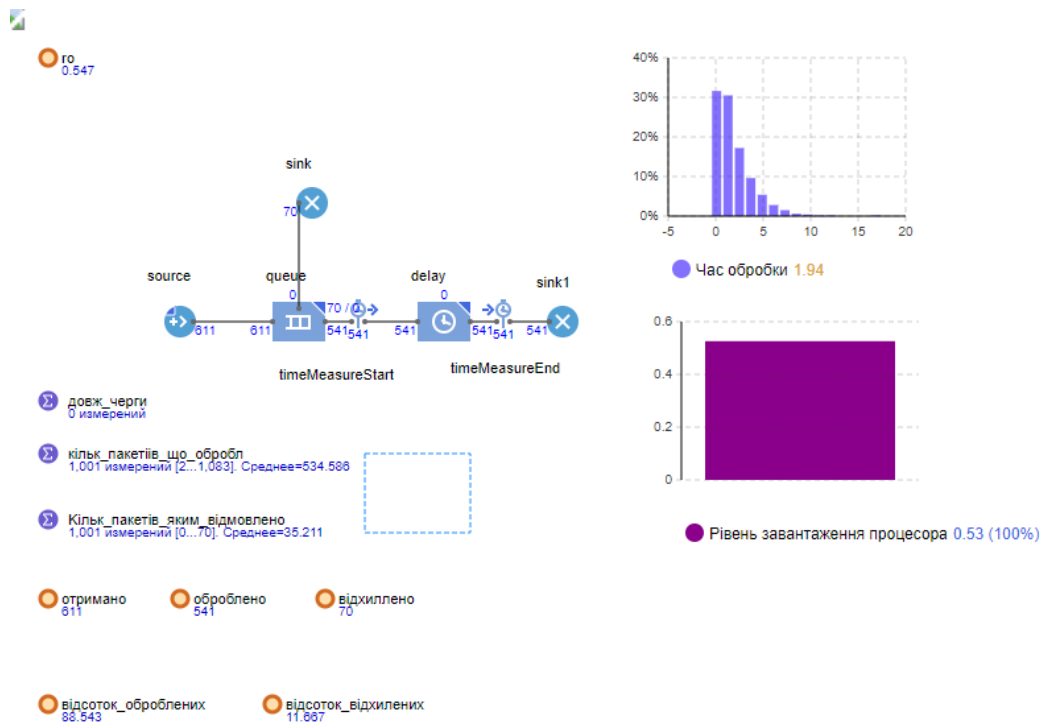 ro
0.547
40%
30%
20%
10%
0%
-5
0
5
10
15
20
Час обробки 1.94
sink
70
source
queue
delay
sink1
0
70 / 0
0
611
611
541
541
541
541
541
541
timeMeasureStart
timeMeasureEnd
0.6
0.4
0.2
0
Рівень завантаження процесора 0.53 (100%)
довж_черги
0 измерений
кільк_пакетіів_що_обробл
1,001 измерений [2...1,083]. Среднее=534.586
Кільк_пакетів_яким_відмовлено
1,001 измерений [0...70]. Среднее=35.211
отримано
611
оброблено
541
відхиллено
70
відсоток_оброблених
88.543
відсоток_відхилених
11.667